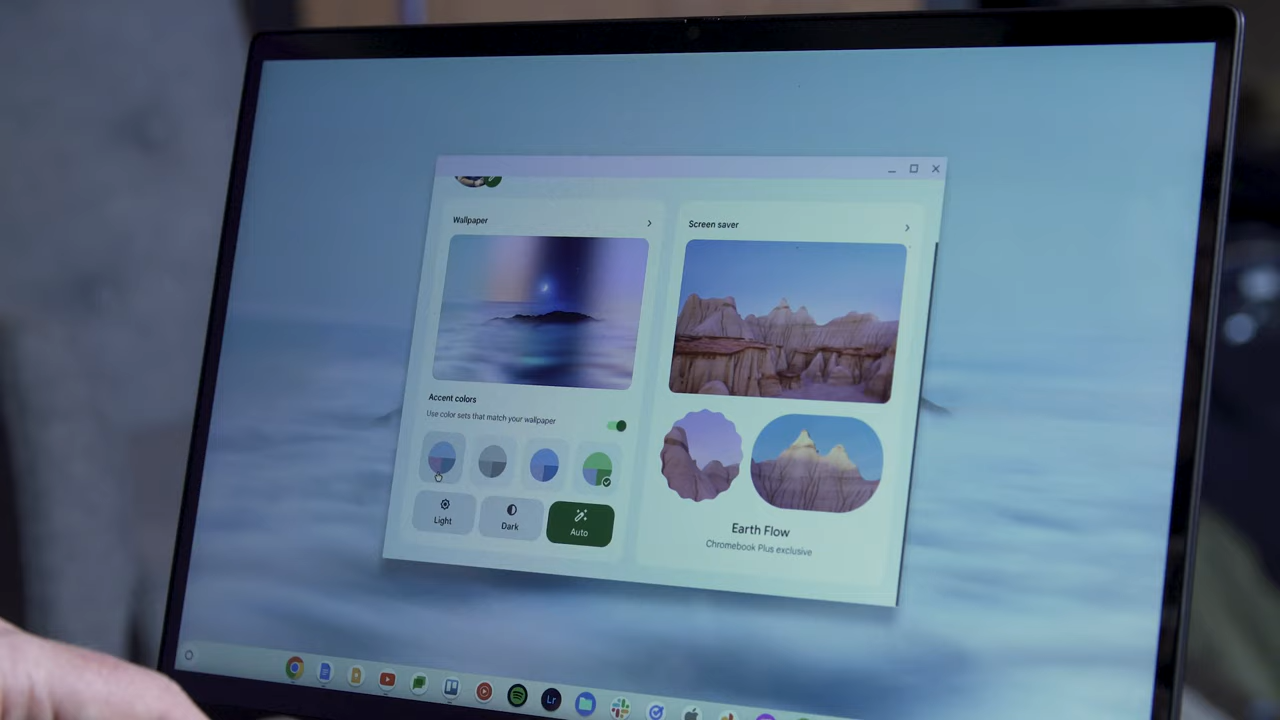 Wallpaper
Screen saver
Accent colors
Use color sets that match your wallpaper
Light
Dark
Auto
Earth Flow
Chromebook Plus exclusive
Lr